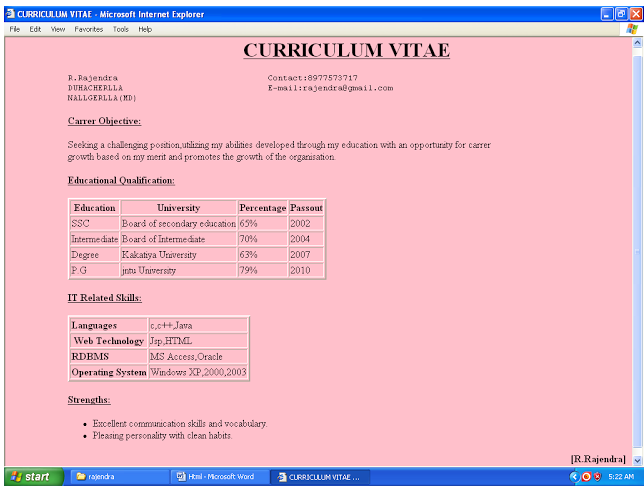 CURRICULUM VITAE - Microsoft Internet Explorer
File Edit View Favorites Tools Help
CURRICULUM VITAE
R.Rajendra Contact:8977573717
DUHACHERLLA E-mail:rajendra@gmail.com
NALLGERLLA(MD)
Carrer Objective:
Seeking a challenging position,utilizing my abilities developed through my education with an opportunity for carrer
growth based on my merit and promotes the growth of the organisation.
Educational Qualification:
Education University Percentage Passout
SSC Board of secondary education 65% 2002
Intermediate Board of Intermediate 70% 2004
Degree Kakatiya University 63% 2007
P.G jntu University 79% 2010
IT Related Skills:
Languages c,c++,Java
Web Technology Jsp,HTML
RDBMS MS Access,Oracle
Operating System Windows XP,2000,2003
Strengths:
Excellent communication skills and vocabulary.
Pleasing personality with clean habits.
[R.Rajendra]
start rajendra Html - Microsoft Word CURRICULUM VITAE ... 5:22 AM